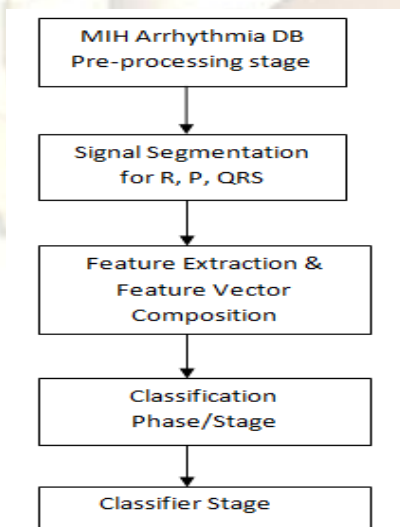 MIH Arrhythmia DB
Pre-processing stage
Signal Segmentation
for R, P, QRS
Feature Extraction &
Feature Vector
Composition
Classification
Phase/Stage
Classifier Stage